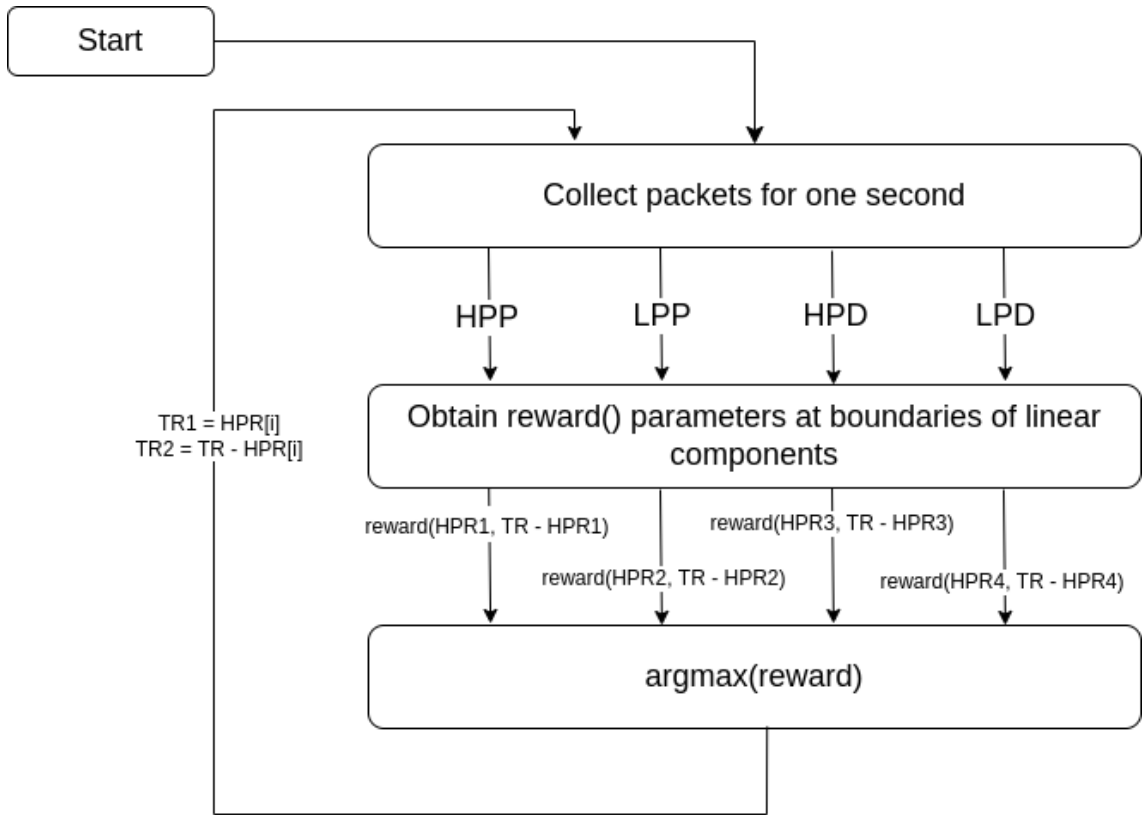 Start
Collect packets for one second
HPP
LPP
HPD
LPD
TR1 = HPR[i]
TR2 = TR - HPR[i]
Obtain reward() parameters at boundaries of linear
components
reward(HPR1, TR - HPR1)
reward(HPR2, TR - HPR2)
reward(HPR3, TR - HPR3)
reward(HPR4, TR - HPR4)
argmax(reward)